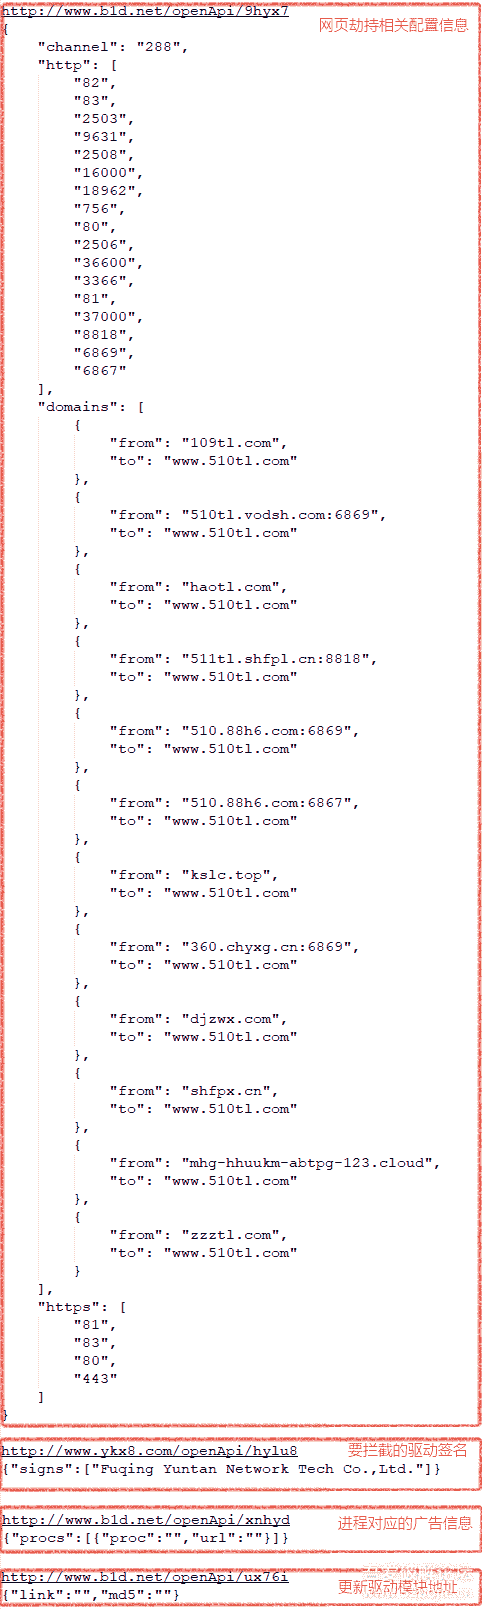 http://www.b1d.net/openApi/9hyx7
网页劫持相关配置信息
{
    "channel": "288",
    "http": [
        "82",
        "83",
        "2503",
        "9631",
        "2508",
        "16000",
        "18962",
        "756",
        "80",
        "2506",
        "36600",
        "3366",
        "81",
        "37000",
        "8818",
        "6869",
        "6867"
    ],
    "domains": [
        {
            "from": "109tl.com",
            "to": "www.510tl.com"
        },
        {
            "from": "510tl.vodsh.com:6869",
            "to": "www.510tl.com"
        },
        {
            "from": "haotl.com",
            "to": "www.510tl.com"
        },
        {
            "from": "511tl.shfpl.cn:8818",
            "to": "www.510tl.com"
        },
        {
            "from": "510.88h6.com:6869",
            "to": "www.510tl.com"
        },
        {
            "from": "510.88h6.com:6867",
            "to": "www.510tl.com"
        },
        {
            "from": "kslc.top",
            "to": "www.510tl.com"
        },
        {
            "from": "360.chyxg.cn:6869",
            "to": "www.510tl.com"
        },
        {
            "from": "djzwx.com",
            "to": "www.510tl.com"
        },
        {
            "from": "shfpx.cn",
            "to": "www.510tl.com"
        },
        {
            "from": "mhg-hhuukm-abtpg-123.cloud",
            "to": "www.510tl.com"
        },
        {
            "from": "zzztl.com",
            "to": "www.510tl.com"
        }
    ],
    "https": [
        "81",
        "83",
        "80",
        "443"
    ]
}
http://www.ykx8.com/openApi/hylu8
要拦截的驱动签名
{"signs":["Fuqing Yuntan Network Tech Co.,Ltd."]}
http://www.b1d.net/openApi/xnhyd
进程对应的广告信息
{"procs":[{"proc":"","url":""}]}
http://www.b1d.net/openApi/ux76i
更新驱动模块地址
{"link":"","md5":""}